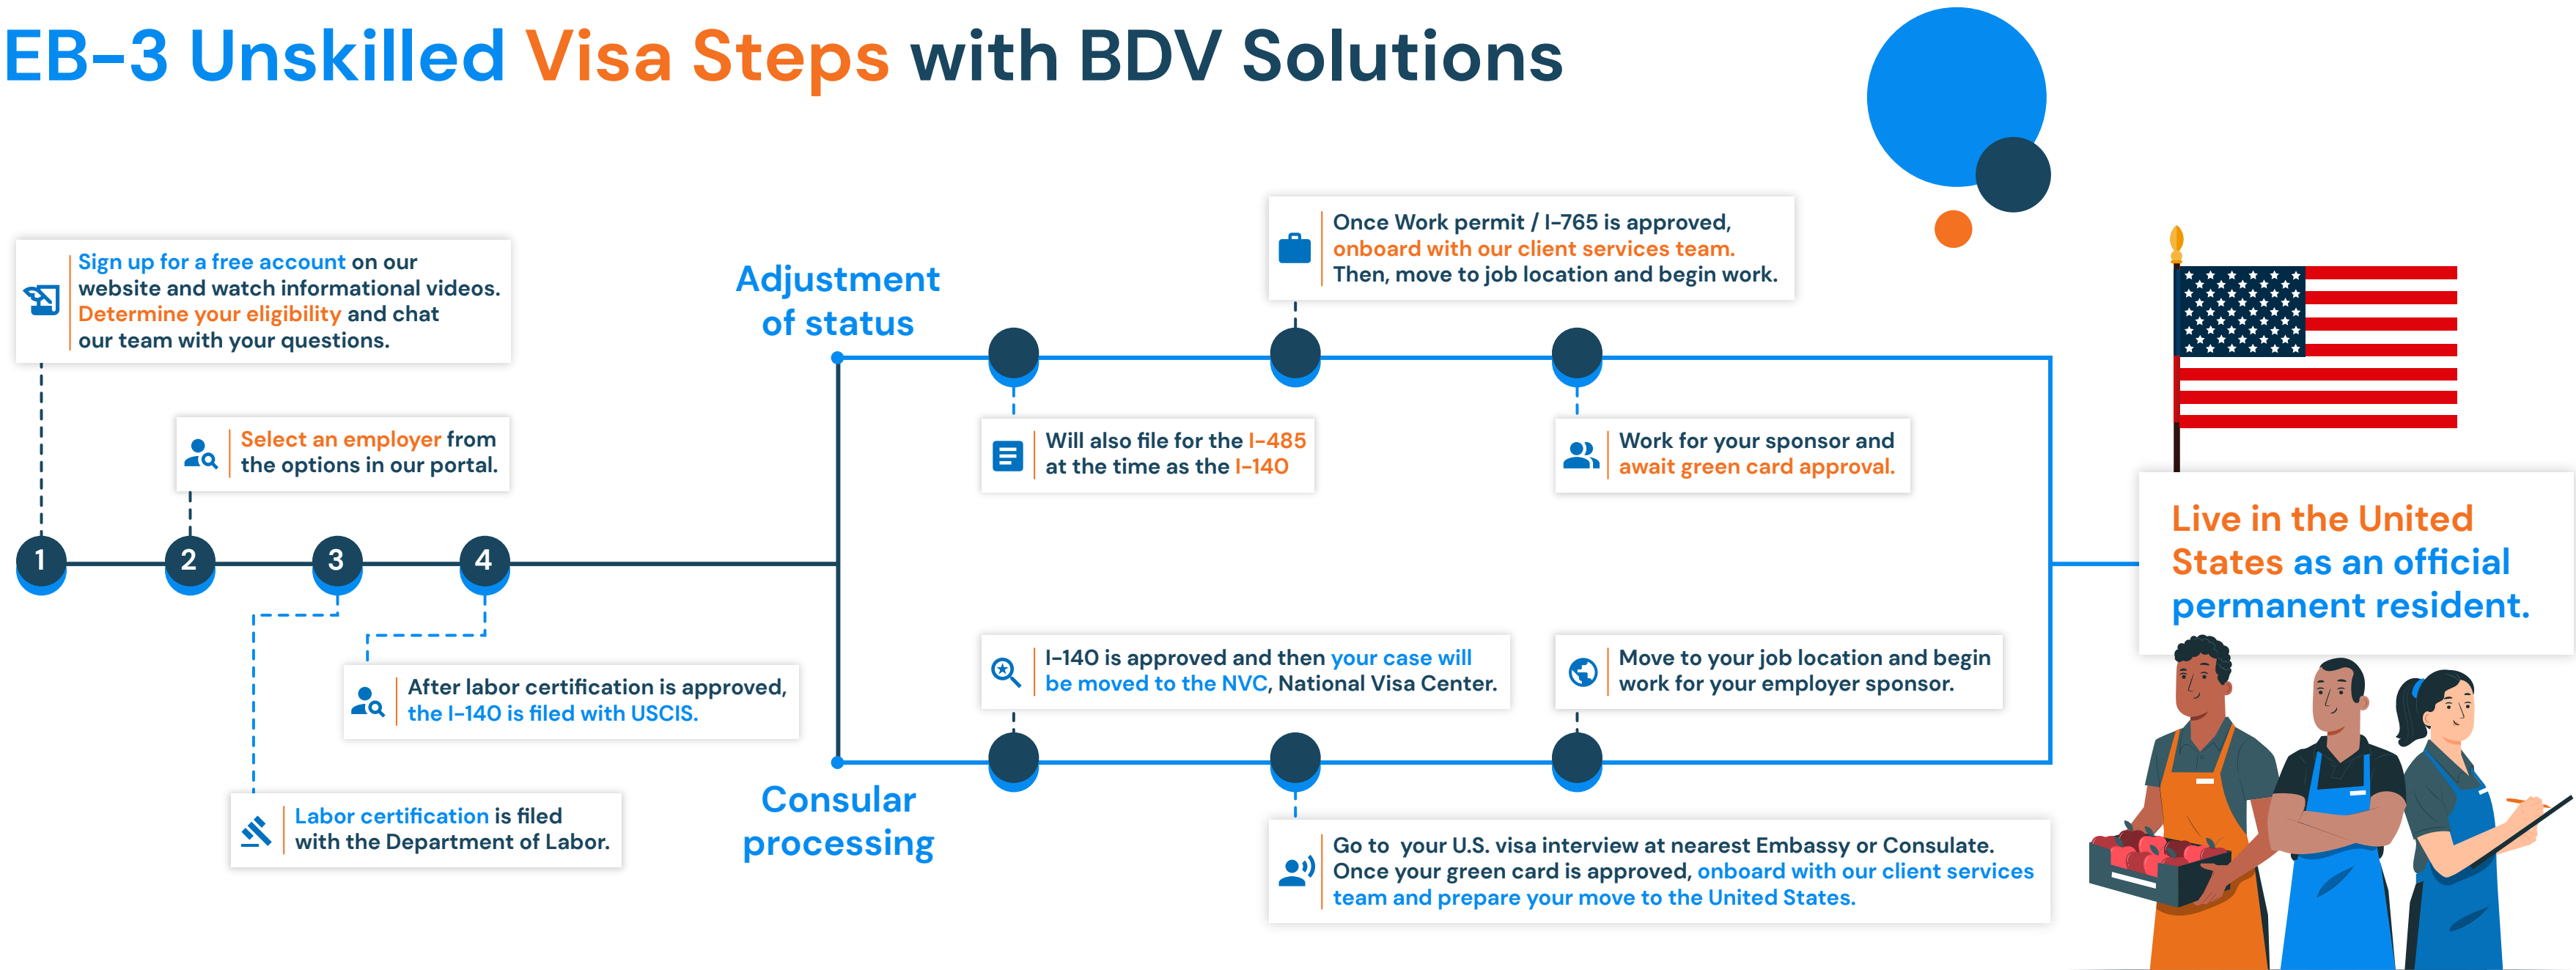 EB-3 Unskilled Visa Steps with BDV Solutions
Sign up for a free account on our
website and watch informational videos.
Determine your eligibility and chat
our team with your questions.
Select an employer from
the options in our portal.
1
2
3
4
Labor certification is filed
with the Department of Labor.
After labor certification is approved,
the I-140 is filed with USCIS.
Adjustment
of status
Will also file for the I-485
at the time as the I-140
Once Work permit / I-765 is approved,
onboard with our client services team.
Then, move to job location and begin work.
Work for your sponsor and
await green card approval.
Consular
processing
I-140 is approved and then your case will
be moved to the NVC, National Visa Center.
Go to your U.S. visa interview at nearest Embassy or Consulate.
Once your green card is approved, onboard with our client services
team and prepare your move to the United States.
Move to your job location and begin
work for your employer sponsor.
Live in the United
States as an official
permanent resident.